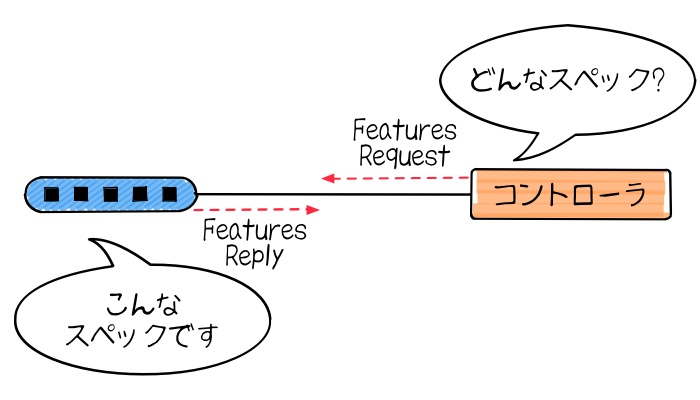 どんなスペック?
Features
Request
コントローラ
Features
Reply
こんな
スペックです